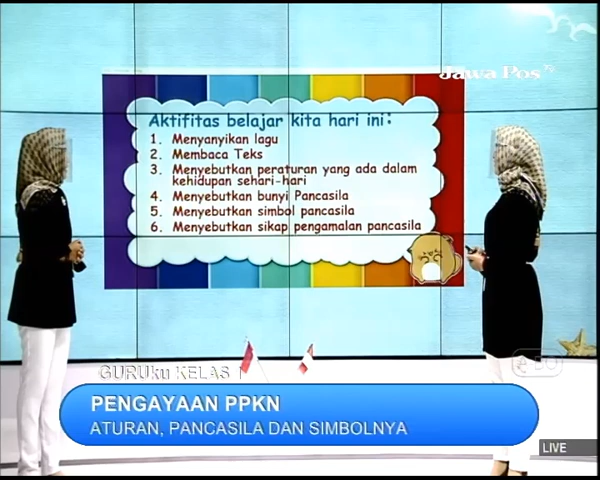 Jawa Pos TV
Aktifitas belajar kita hari ini:
1. Menyanyikan lagu
2. Membaca Teks
3. Menyebutkan peraturan yang ada dalam
kehidupan sehari-hari
4. Menyebutkan bunyi Pancasila
5. Menyebutkan simbol pancasila
6. Menyebutkan sikap pengamalan pancasila
GURUku KELAS 1
PENGAYAAN PPKN
ATURAN, PANCASILA DAN SIMBOLNYA
LIVE